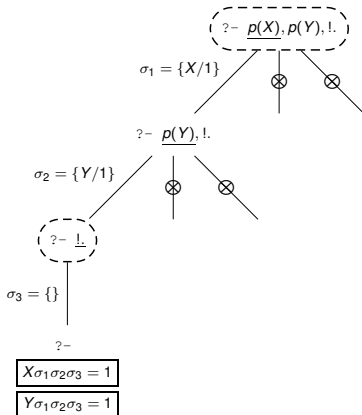 ?- p(X), p(Y), !.
σ₁ = {X/1}
?- p(Y), !.
σ₂ = {Y/1}
?- !.
σ₃ = {}
?-
Xσ₁σ₂σ₃ = 1
Yσ₁σ₂σ₃ = 1